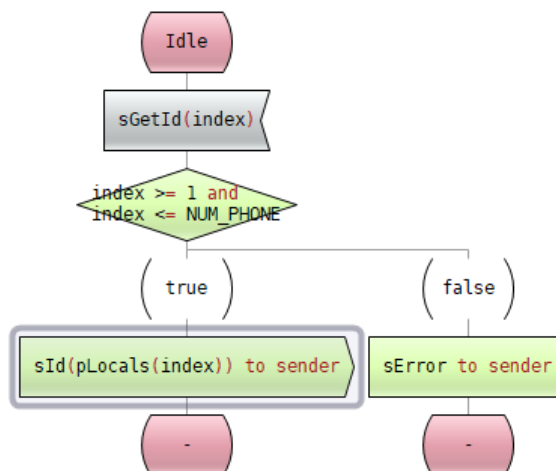 Idle
sGetId(index)
index >= 1 and
index <= NUM_PHONE
true
false
sId(pLocals(index)) to sender
sError to sender
-
-